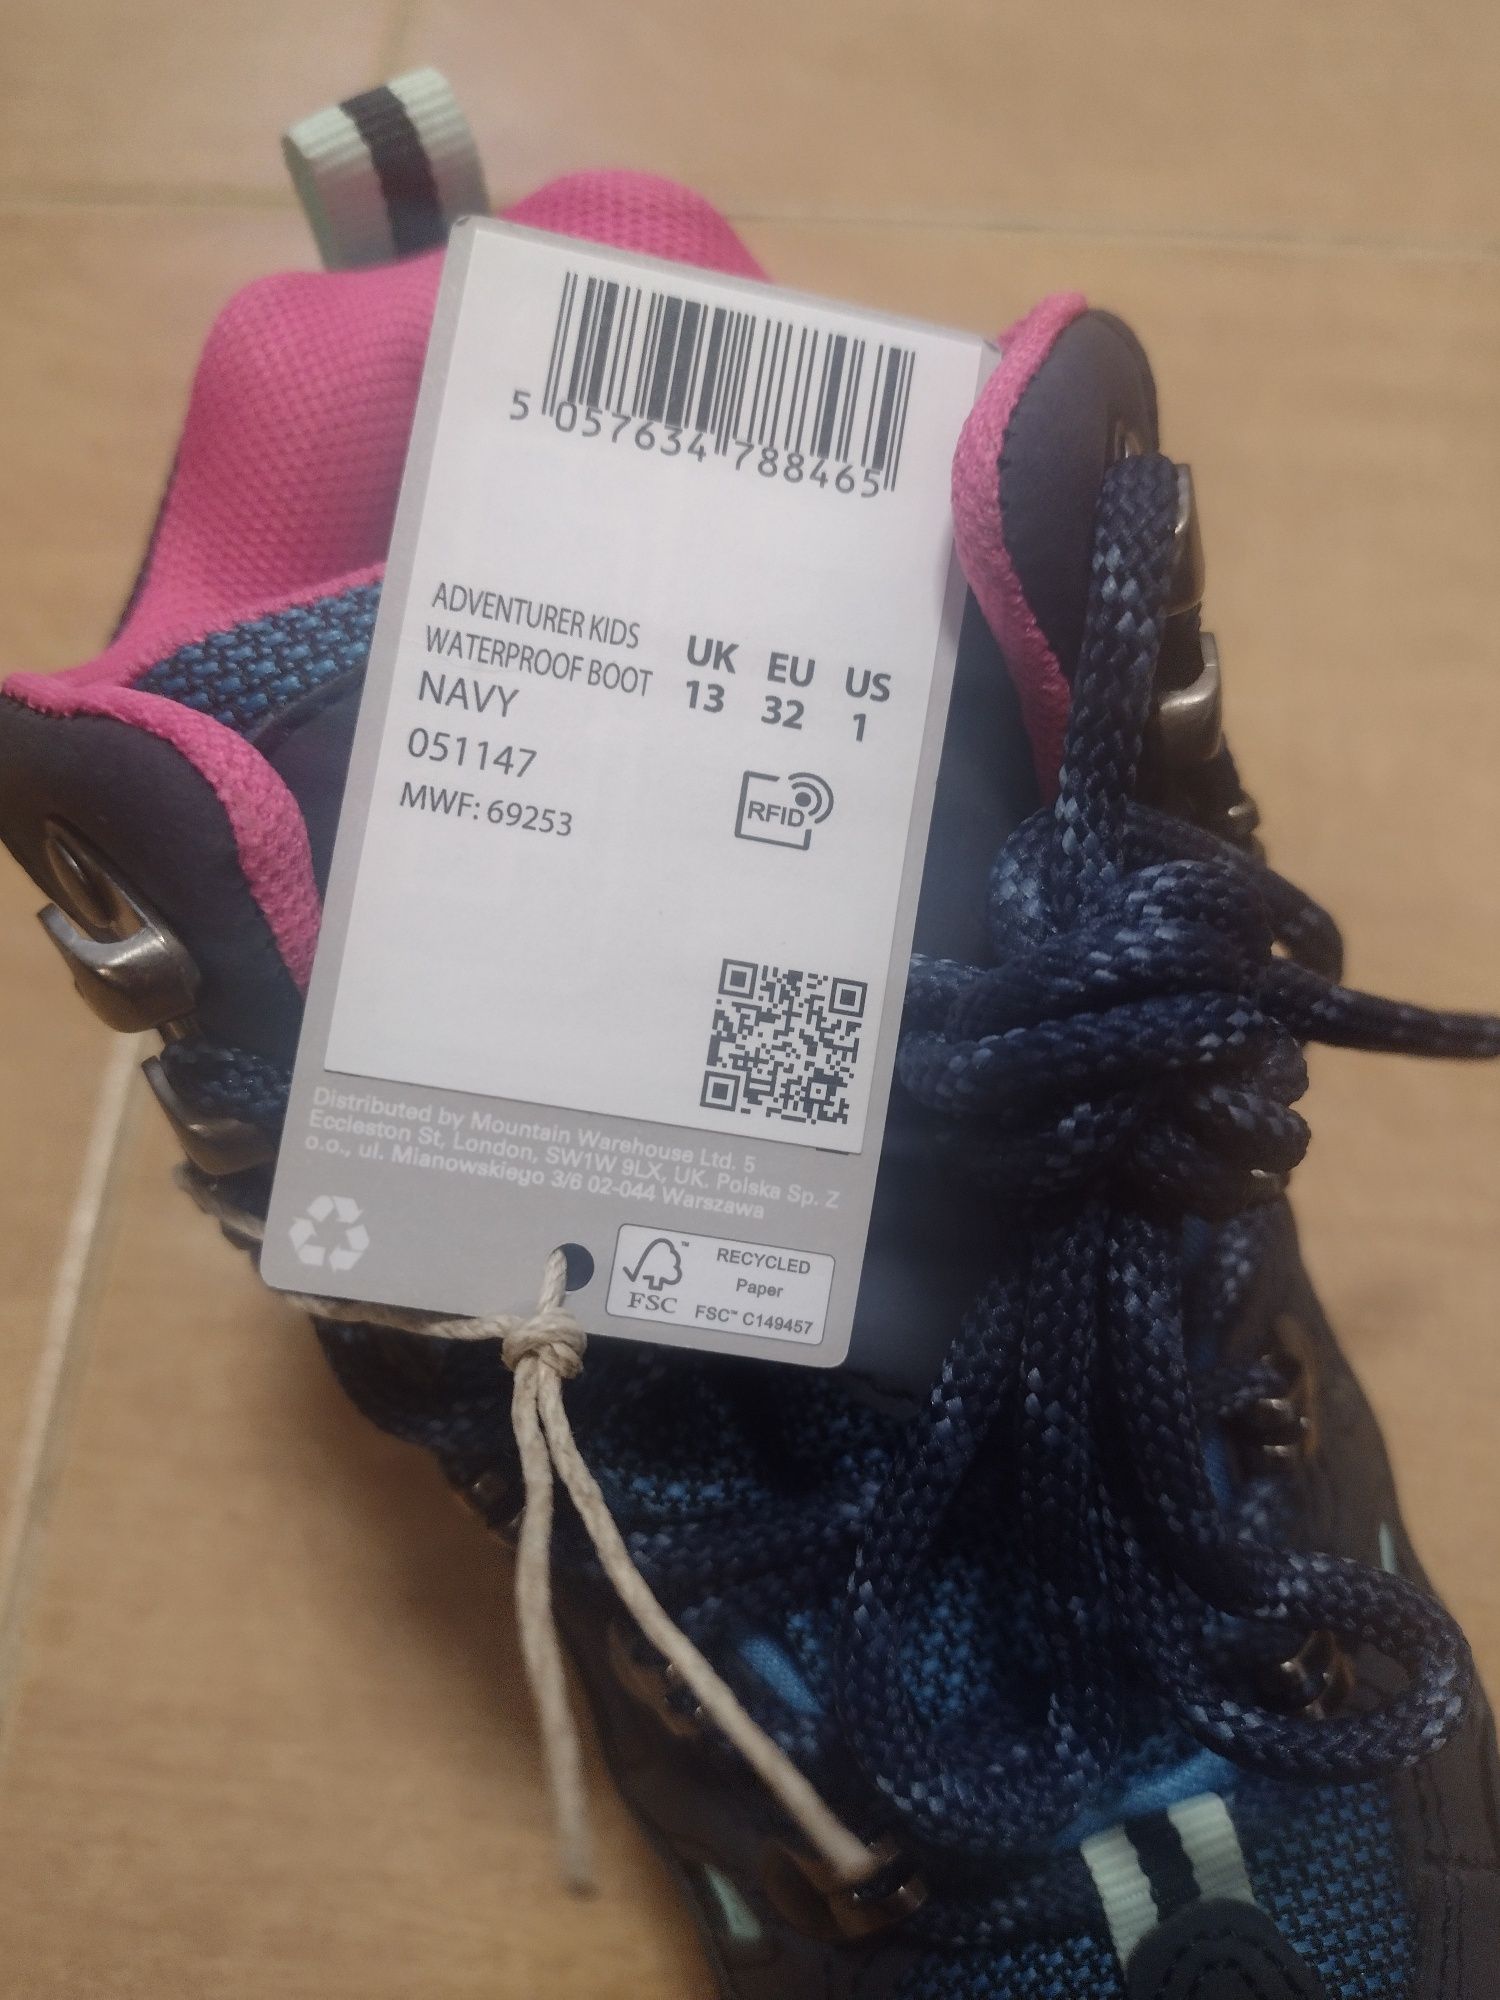 5 057634 788465
ADVENTURER KIDS
WATERPROOF BOOT
NAVY
051147
MWF: 69253
UK EU US
13 32 1
RFID
Distributed by Mountain Warehouse Ltd. 5
Eccleston St, London, SW1W 9LX, UK. Polska Sp. Z
o.o., ul. Mianowskiego 3/6 02-044 Warszawa
FSC™
RECYCLED
Paper
FSC™ C149457